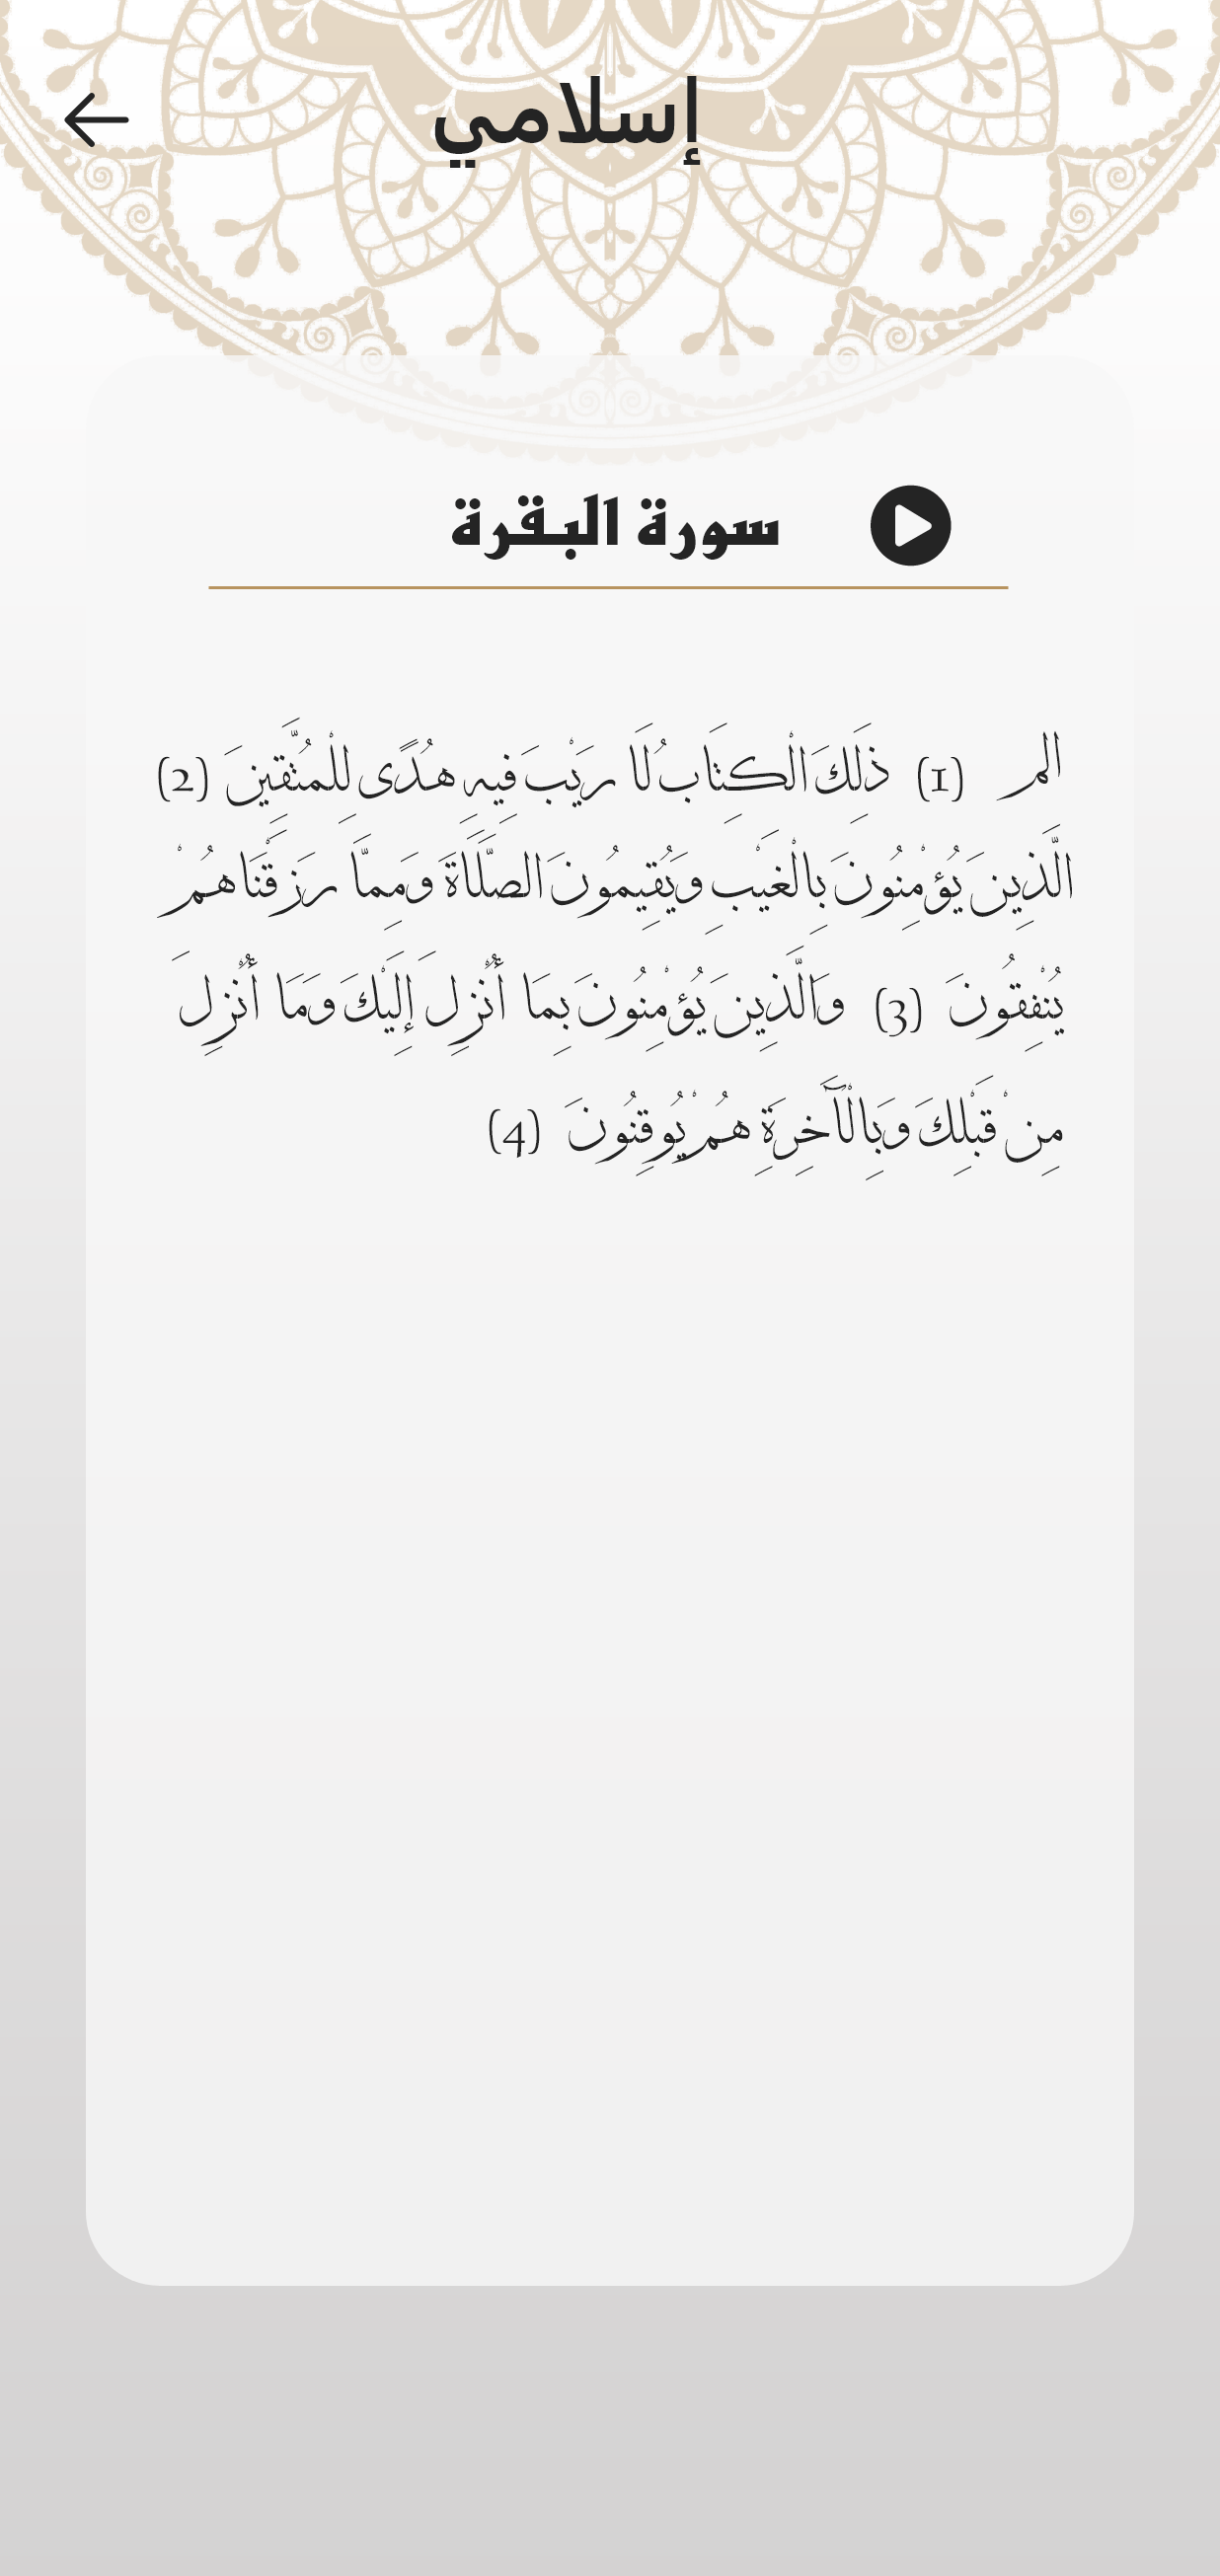 إسلامي
سورة البقرة
الم (1) ذَلِكَ الْكِتَابُ لَا رَيْبَ فِيهِ هُدًى لِلْمُتَّقِينَ (2)
الَّذِينَ يُؤْمِنُونَ بِالْغَيْبِ وَيُقِيمُونَ الصَّلَاةَ وَمِمَّا رَزَقْنَاهُمْ
يُنْفِقُونَ (3) وَالَّذِينَ يُؤْمِنُونَ بِمَا أُنْزِلَ إِلَيْكَ وَمَا أُنْزِلَ
مِنْ قَبْلِكَ وَبِالْآَخِرَةِ هُمْ يُوقِنُونَ (4)